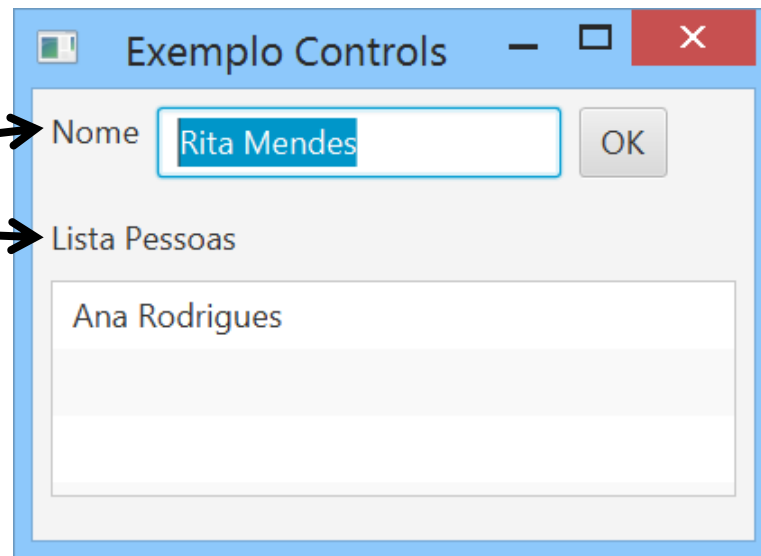 Exemplo Controls
Nome Rita Mendes OK
Lista Pessoas
Ana Rodrigues